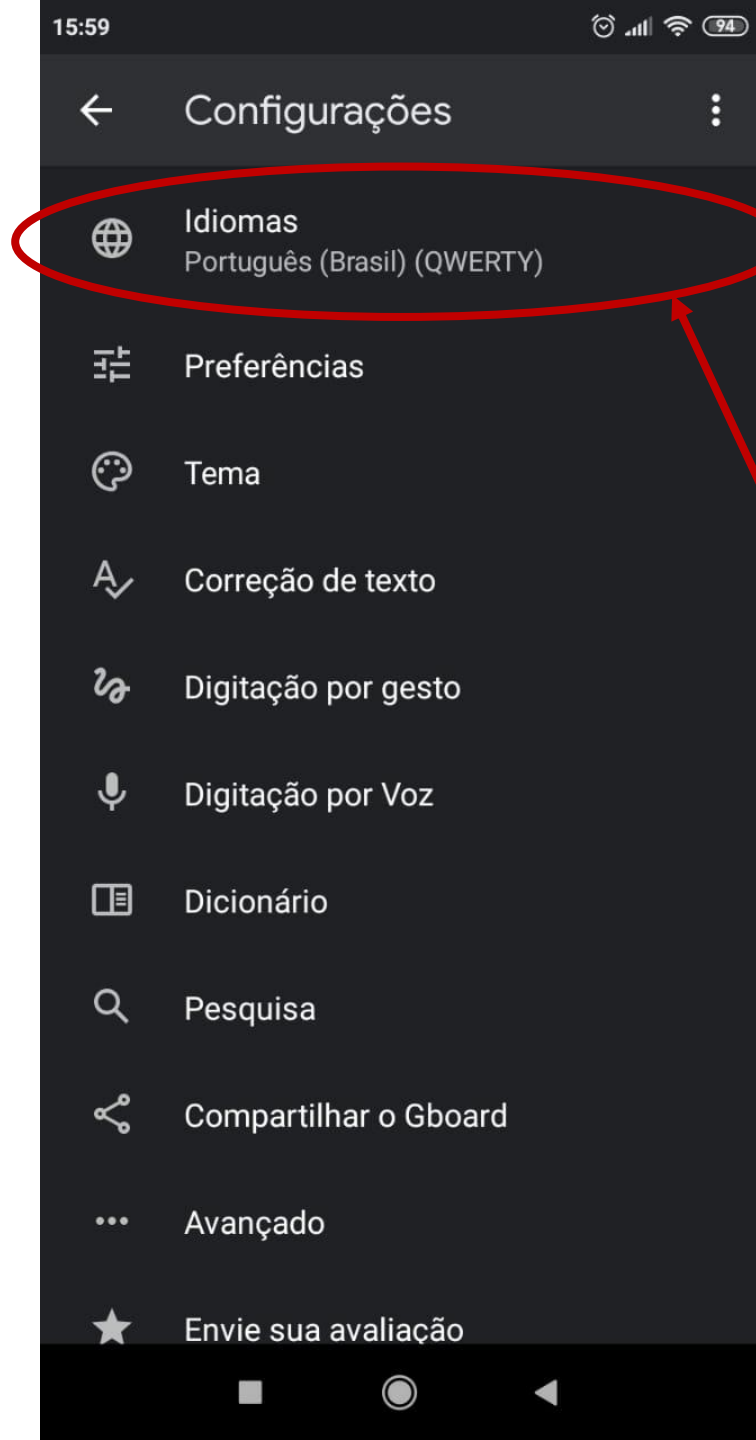 15:59
94
Configurações
Idiomas
Português (Brasil) (QWERTY)
Preferências
Tema
Correção de texto
Digitação por gesto
Digitação por Voz
Dicionário
Pesquisa
Compartilhar o Gboard
Avançado
Envie sua avaliação